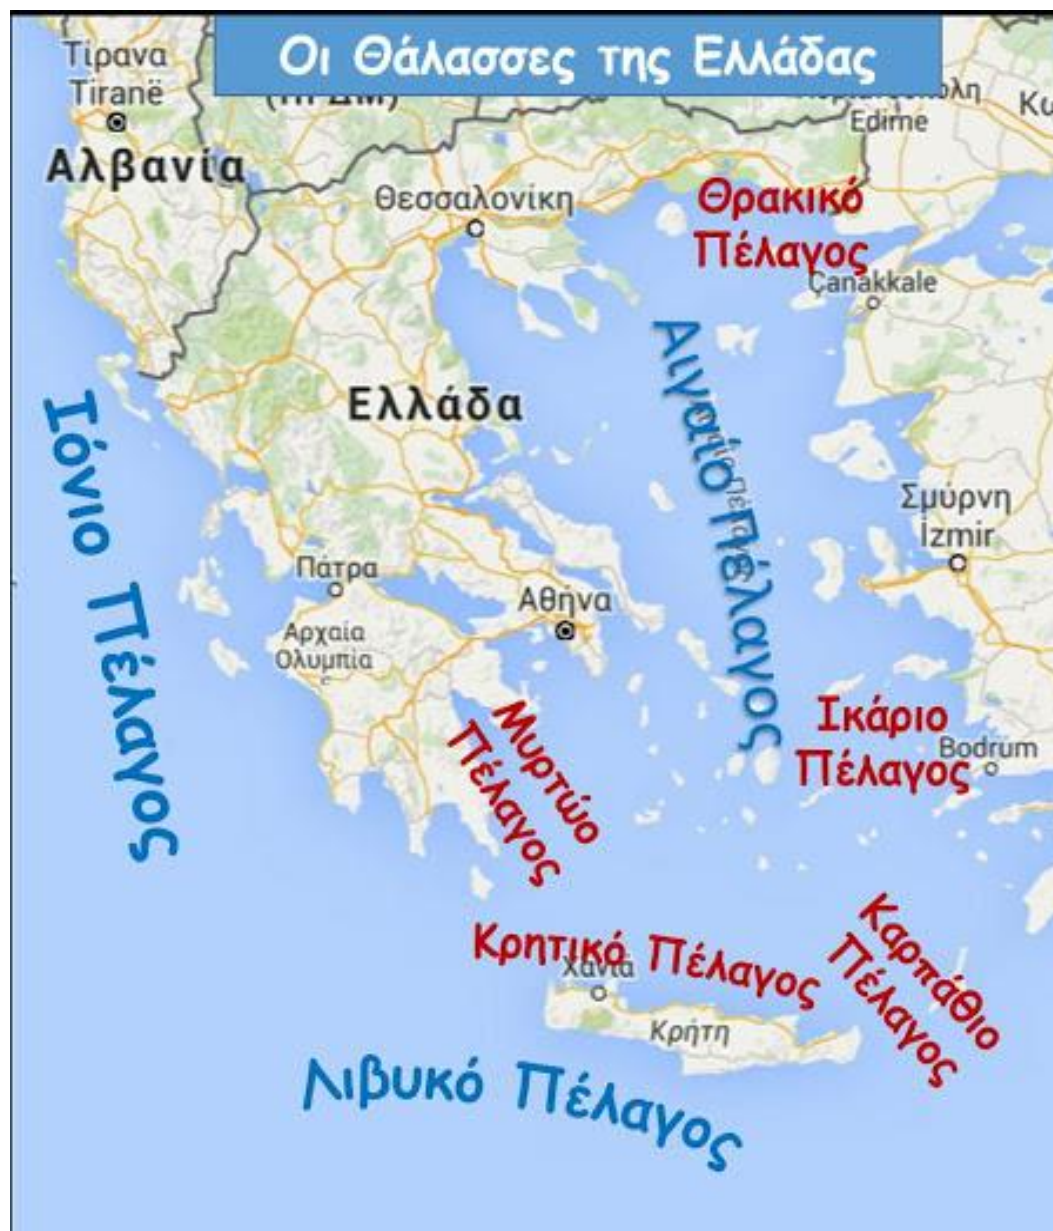 Οι Θάλασσες της Ελλάδας
Τίρανα
Tiranë
Αλβανία
Edirne
Θεσσαλονίκη
Θρακικό
Πέλαγος
Çanakkale
Ελλάδα
Αιγαίο Πέλαγος
Ιόνιο Πέλαγος
Σμύρνη
İzmir
Πάτρα
Αθήνα
Αρχαία
Ολυμπία
Μυρτώο
Πέλαγος
Ικάριο
Πέλαγος
Bodrum
Κρητικό Πέλαγος
Χανιά
Κρήτη
Καρπάθιο
Πέλαγος
Λιβυκό Πέλαγος